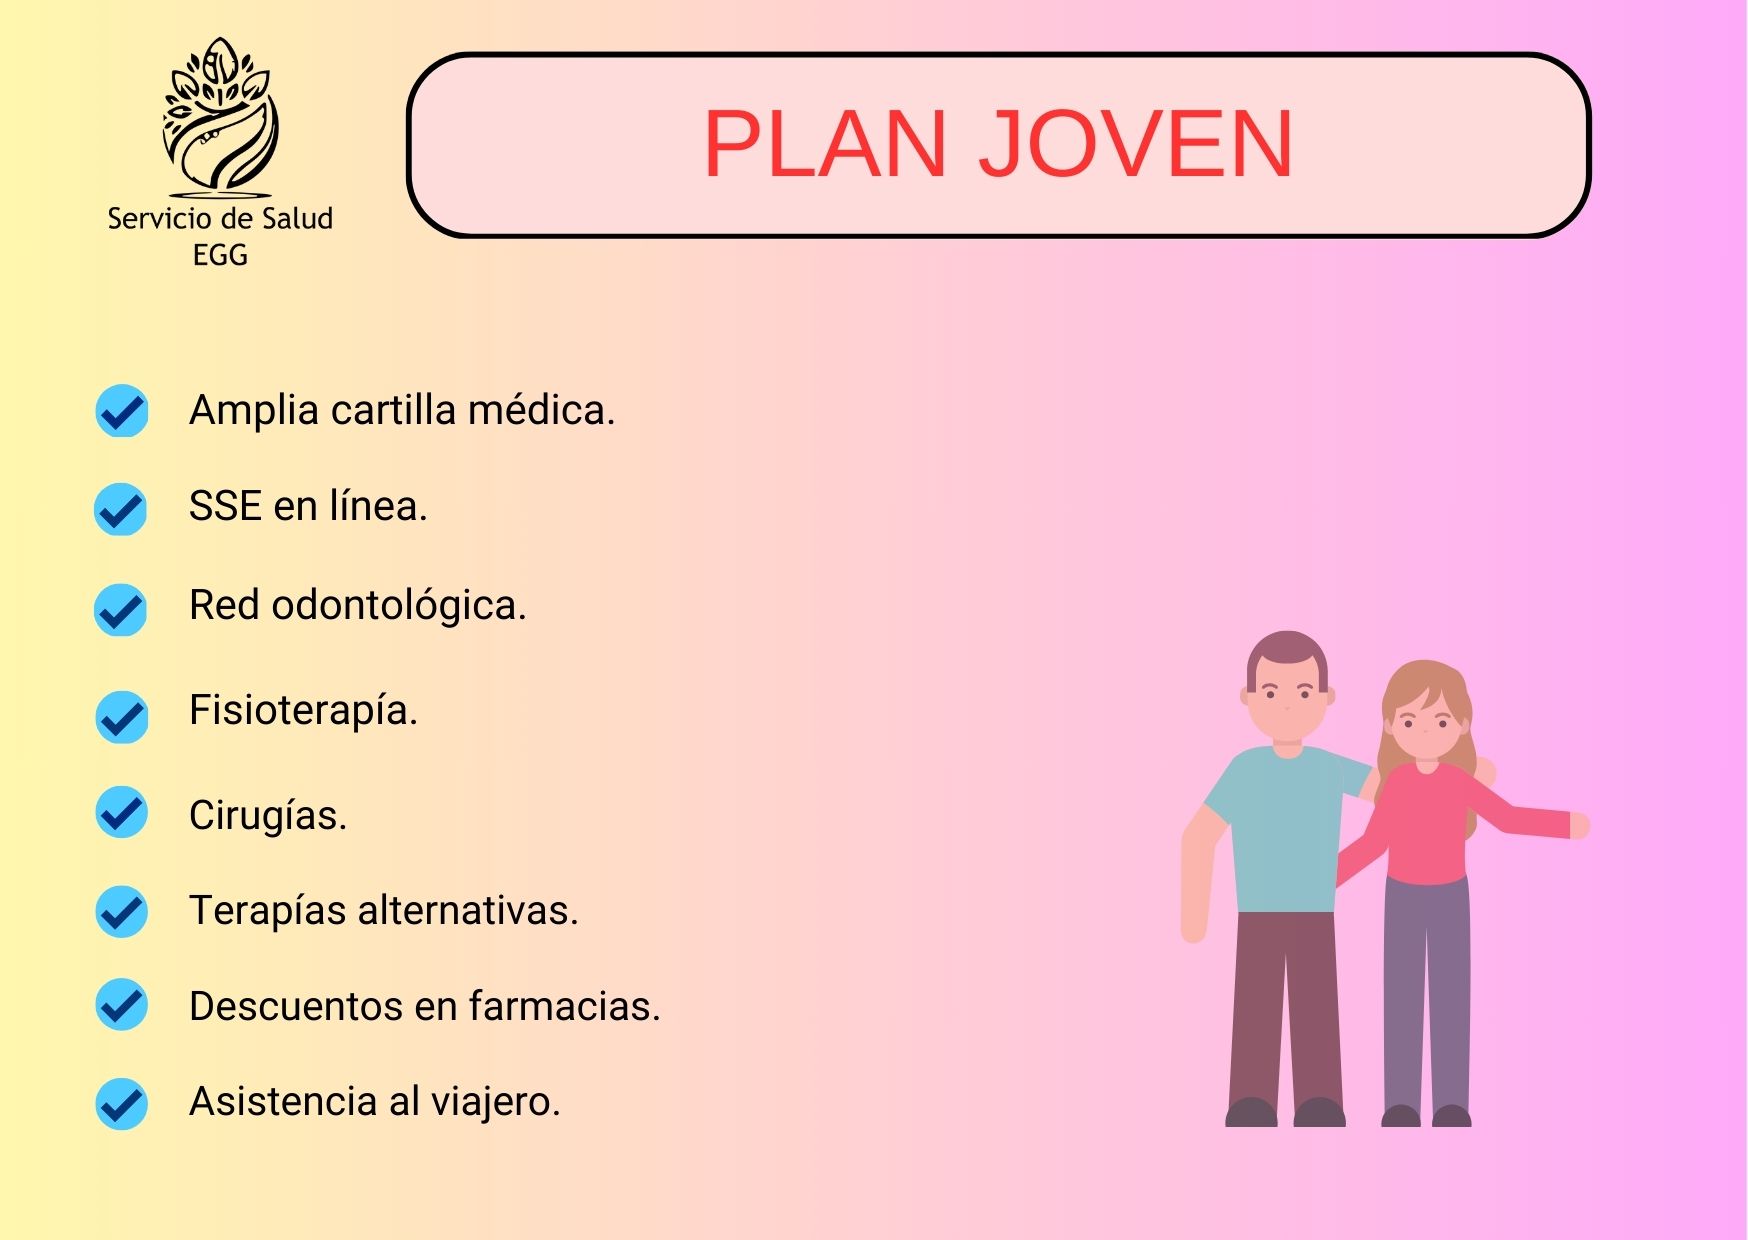 Servicio de Salud
EGG
PLAN JOVEN
Amplia cartilla médica.
SSE en línea.
Red odontológica.
Fisioterapía.
Cirugías.
Terapías alternativas.
Descuentos en farmacias.
Asistencia al viajero.